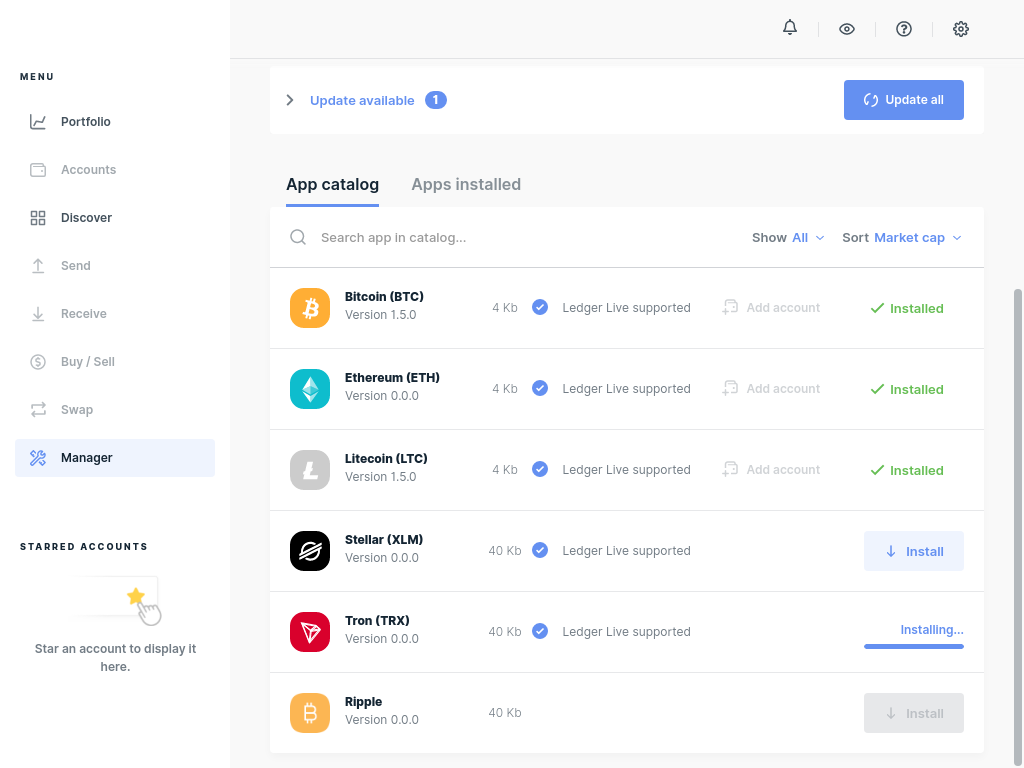 MENU
Portfolio
Accounts
Discover
Send
Receive
Buy / Sell
Swap
Manager
STARRED ACCOUNTS
Star an account to display it
here.
Update available 1
Update all
App catalog Apps installed
Search app in catalog... Show All Sort Market cap
Bitcoin (BTC)
Version 1.5.0
4 Kb Ledger Live supported Add account Installed
Ethereum (ETH)
Version 0.0.0
4 Kb Ledger Live supported Add account Installed
Litecoin (LTC)
Version 1.5.0
4 Kb Ledger Live supported Add account Installed
Stellar (XLM)
Version 0.0.0
40 Kb Ledger Live supported Install
Tron (TRX)
Version 0.0.0
40 Kb Ledger Live supported Installing...
Ripple
Version 0.0.0
40 Kb Install